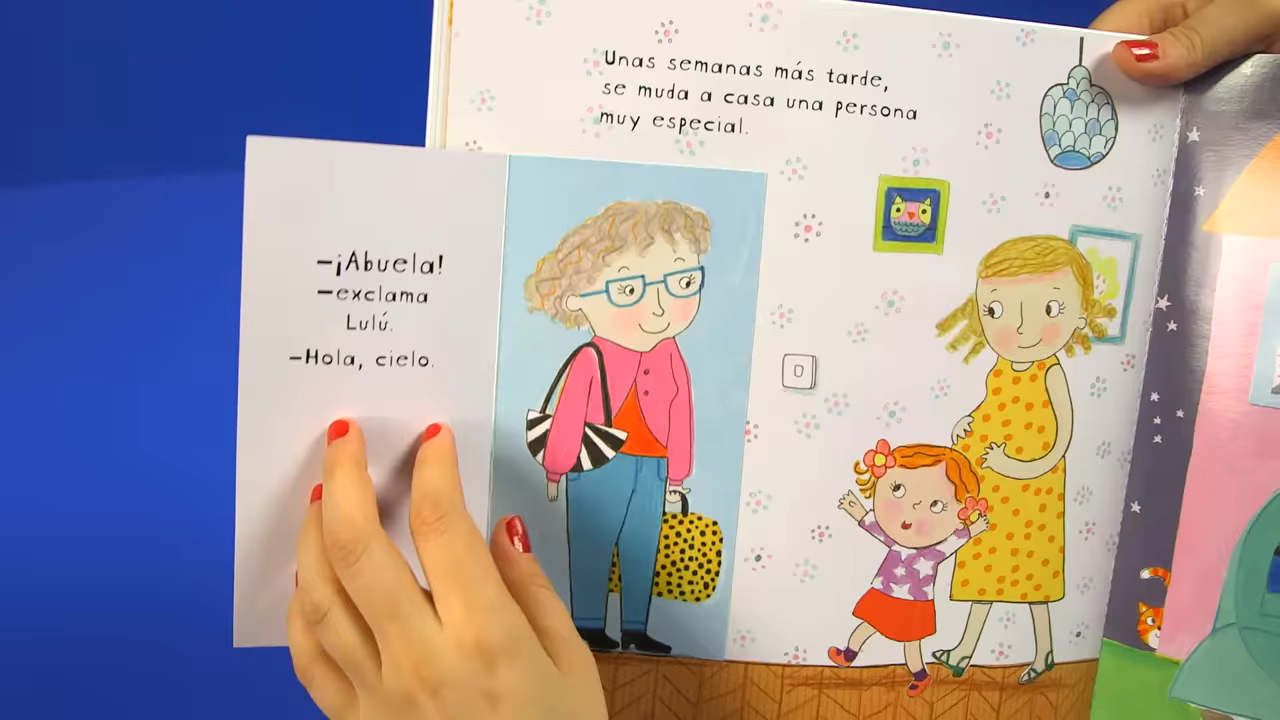 Unas semanas más tarde,
se muda a casa una persona
muy especial.
–¡Abuela!
–exclama
Lulú.
–Hola, cielo.